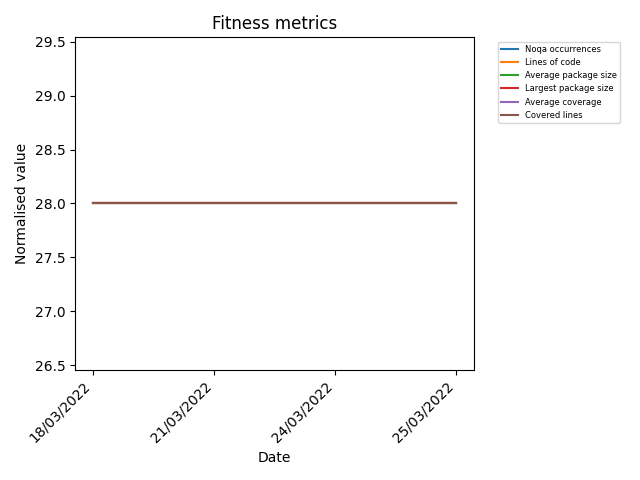 Fitness metrics
29.5
29.0
28.5
28.0
27.5
27.0
26.5
Normalised value
18/03/2022
21/03/2022
24/03/2022
25/03/2022
Date
Noqa occurrences
Lines of code
Average package size
Largest package size
Average coverage
Covered lines